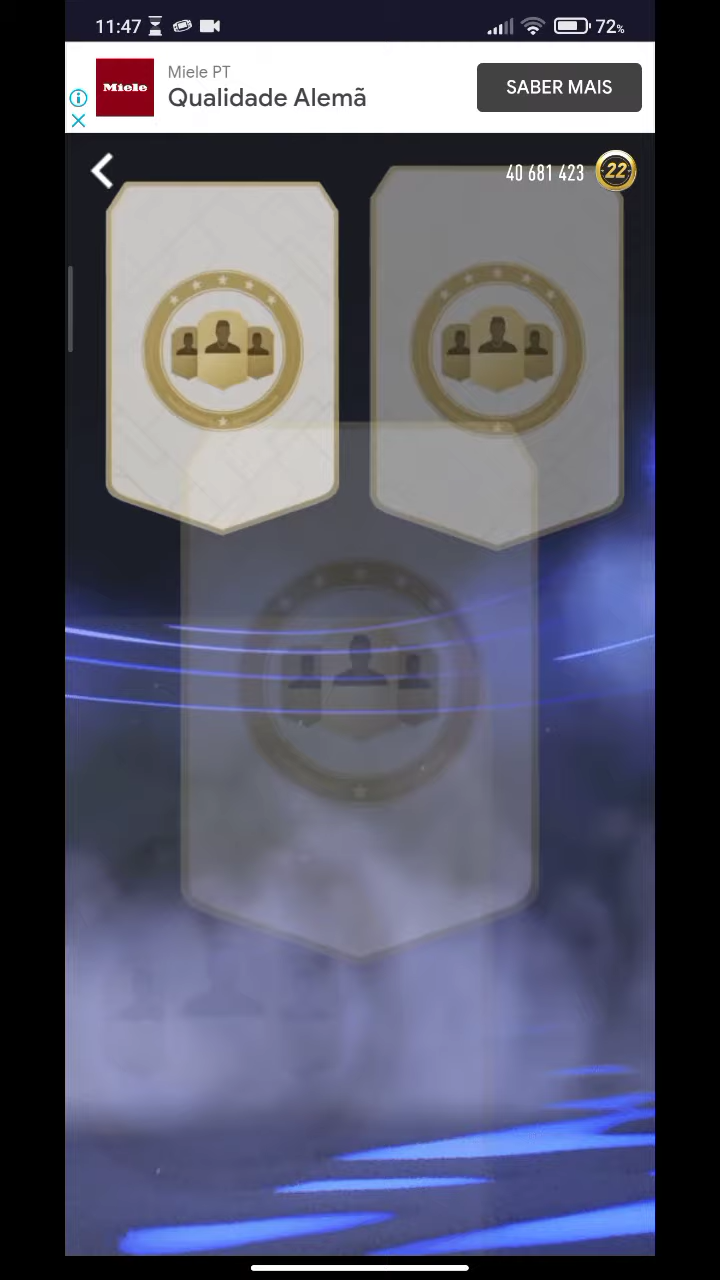 11:47
72%
Miele
Miele PT
Qualidade Alemã
SABER MAIS
40 681 423
22